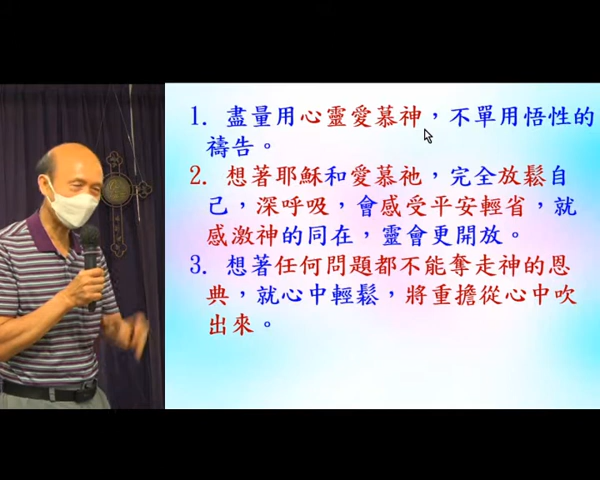 1. 盡量用心靈愛慕神，不單用悟性的
禱告。
2. 想著耶穌和愛慕祂，完全放鬆自
己，深呼吸，會感受平安輕省，就
感激神的同在，靈會更開放。
3. 想著任何問題都不能奪走神的恩
典，就心中輕鬆，將重擔從心中吹
出來。